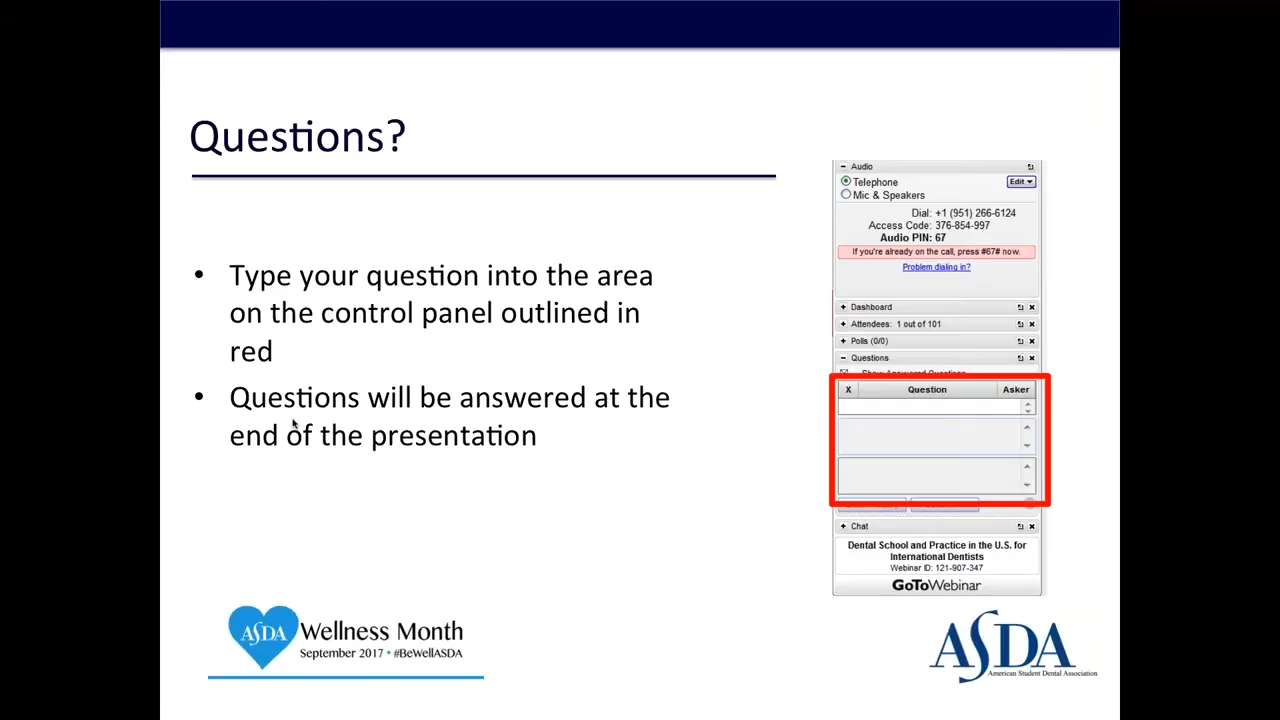 Questions?
• Type your question into the area
on the control panel outlined in
red
• Questions will be answered at the
end of the presentation
Audio
Telephone
Edit
Mic & Speakers
Dial: +1 (951) 266-6124
Access Code: 376-854-997
Audio PIN: 67
If you're already on the call, press #67# now.
Problem dialing in?
Dashboard
Attendees: 1 out of 101
Polls (0/0)
Questions
Show Answered Questions
X Question Asker
Chat
Dental School and Practice in the U.S. for
International Dentists
Webinar ID: 121-907-347
GoToWebinar
ASDA Wellness Month
September 2017 • #BeWellASDA
ASDA
American Student Dental Association